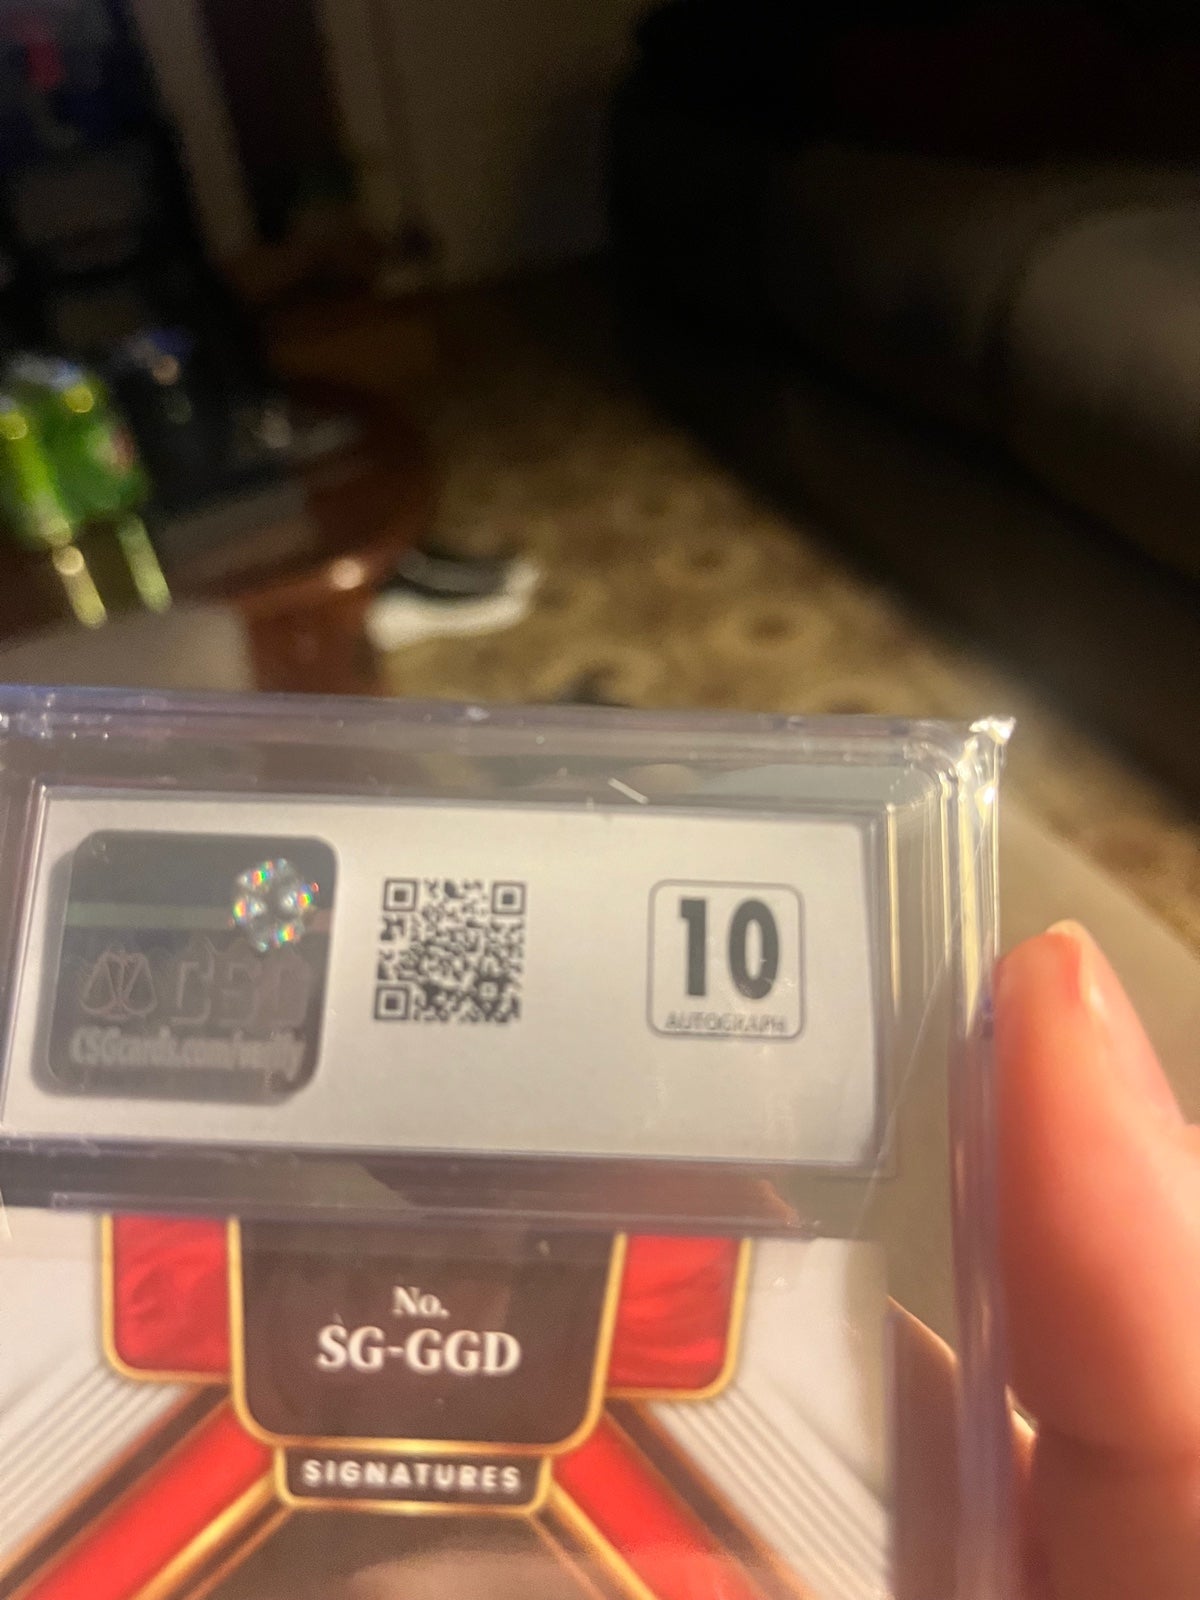 CSG
CSGcards.com/verify
10
AUTOGRAPH
No.
SG-GGD
SIGNATURES